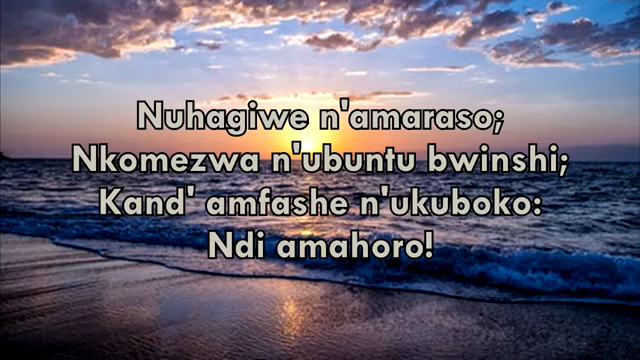 Nuhagiwe n'amaraso;
Nkomezwa n'ubuntu bwinshi;
Kand' amfashe n'ukuboko:
Ndi amahoro!